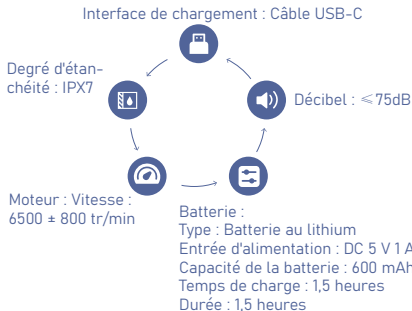 Interface de chargement : Câble USB-C
Degré d'étan-
chéité : IPX7
Décibel : ≤75dB
Moteur : Vitesse :
6500 ± 800 tr/min
Batterie :
Type : Batterie au lithium
Entrée d'alimentation : DC 5 V 1 A
Capacité de la batterie : 600 mAh
Temps de charge : 1,5 heures
Durée : 1,5 heures